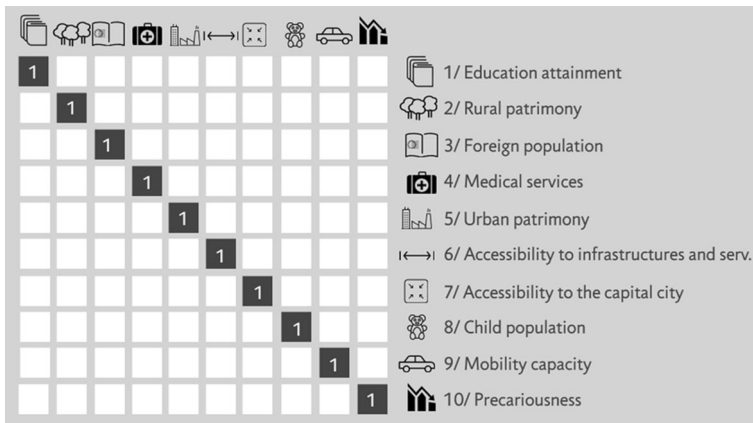 1 1/ Education attainment
1 2/ Rural patrimony
1 3/ Foreign population
1 4/ Medical services
1 5/ Urban patrimony
1 6/ Accessibility to infrastructures and serv.
1 7/ Accessibility to the capital city
1 8/ Child population
1 9/ Mobility capacity
1 10/ Precariousness